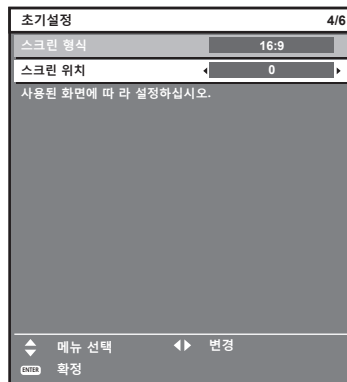 초기설정 4/6
스크린 형식 16:9
스크린 위치 0
사용된 화면에 따 라 설정하십시오.
메뉴 선택 변경
ENTER 확정